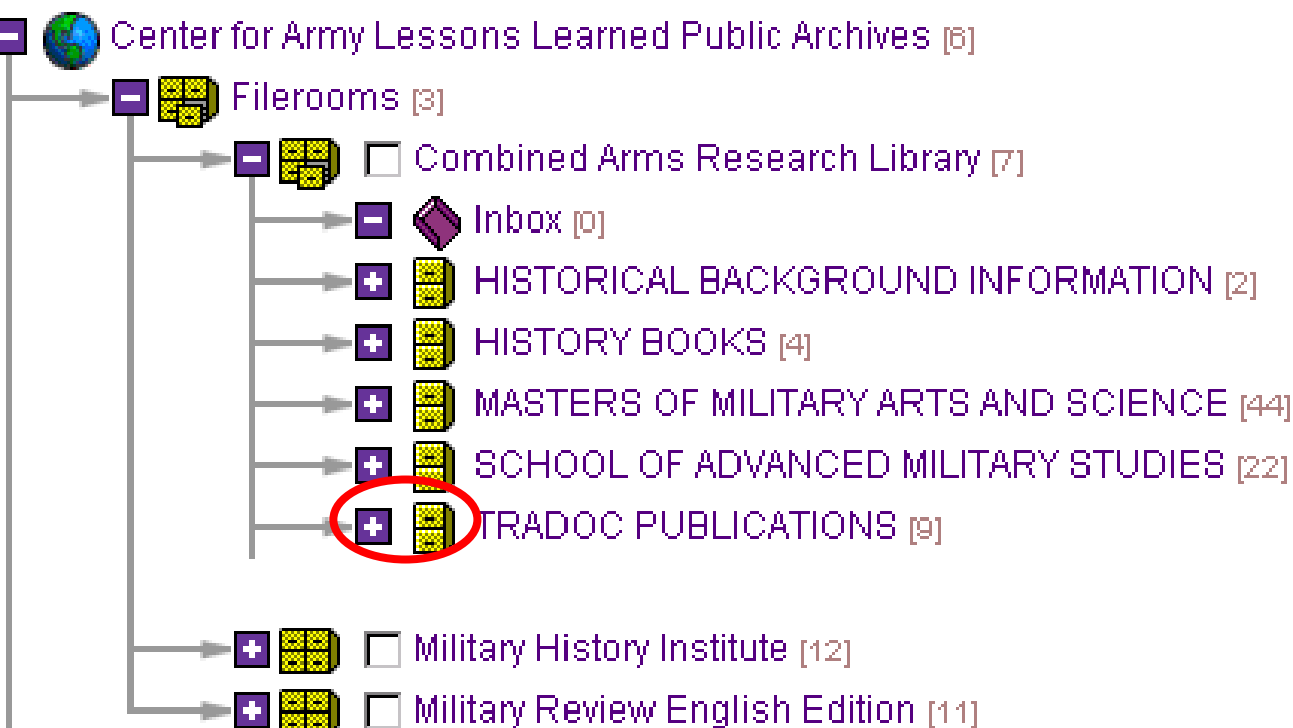 Center for Army Lessons Learned Public Archives [6]
Filerooms [3]
Combined Arms Research Library [7]
Inbox [0]
HISTORICAL BACKGROUND INFORMATION [2]
HISTORY BOOKS [4]
MASTERS OF MILITARY ARTS AND SCIENCE [44]
SCHOOL OF ADVANCED MILITARY STUDIES [22]
TRADOC PUBLICATIONS [9]
Military History Institute [12]
Military Review English Edition [11]